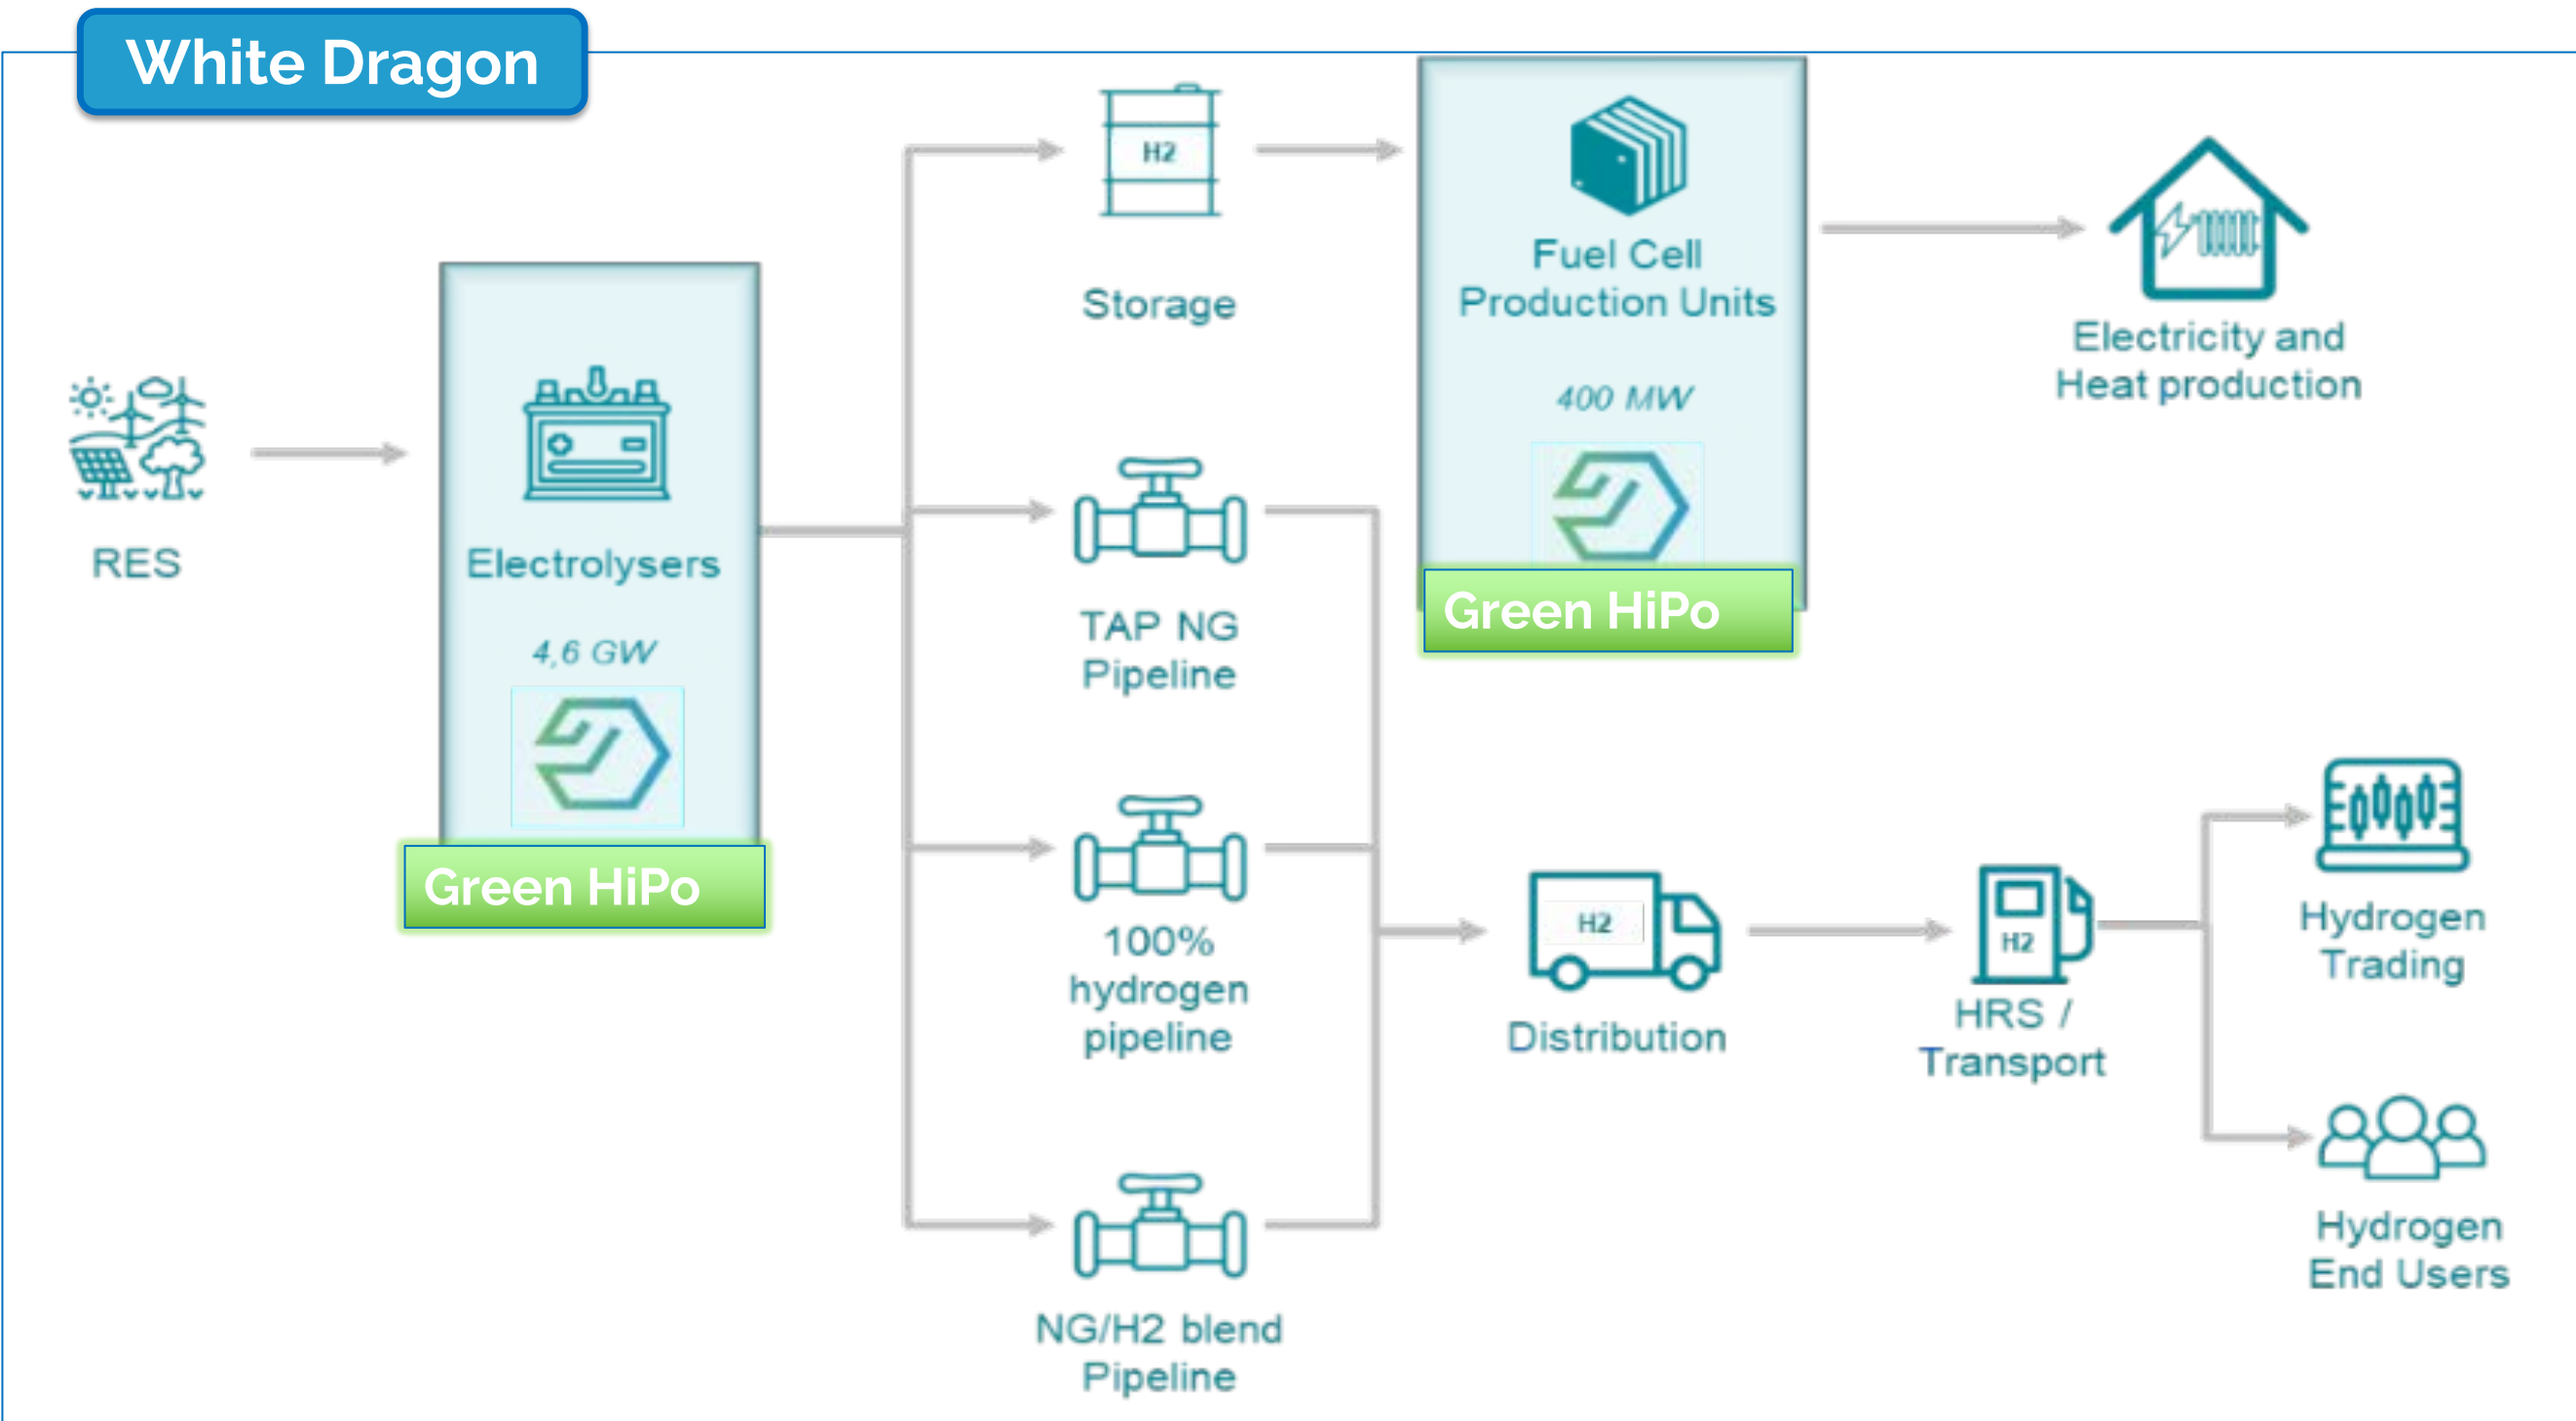 White Dragon
RES
Electrolysers
4,6 GW
Green HiPo
H2
Storage
TAP NG
Pipeline
100%
hydrogen
pipeline
NG/H2 blend
Pipeline
Fuel Cell
Production Units
400 MW
Green HiPo
Electricity and
Heat production
H2
Distribution
H2
HRS /
Transport
Hydrogen
Trading
Hydrogen
End Users